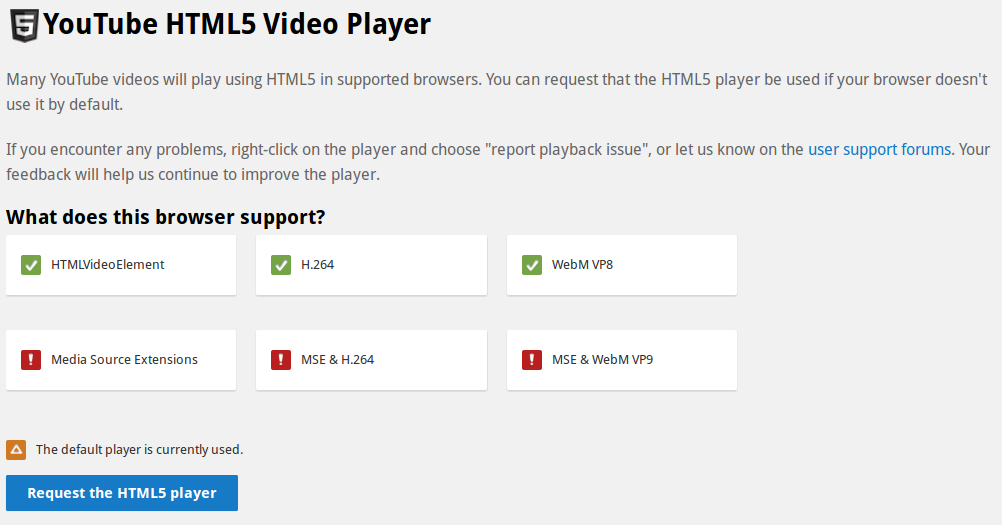 YouTube HTML5 Video Player
Many YouTube videos will play using HTML5 in supported browsers. You can request that the HTML5 player be used if your browser doesn't
use it by default.
If you encounter any problems, right-click on the player and choose "report playback issue", or let us know on the user support forums. Your
feedback will help us continue to improve the player.
What does this browser support?
HTMLVideoElement
H.264
WebM VP8
Media Source Extensions
MSE & H.264
MSE & WebM VP9
The default player is currently used.
Request the HTML5 player